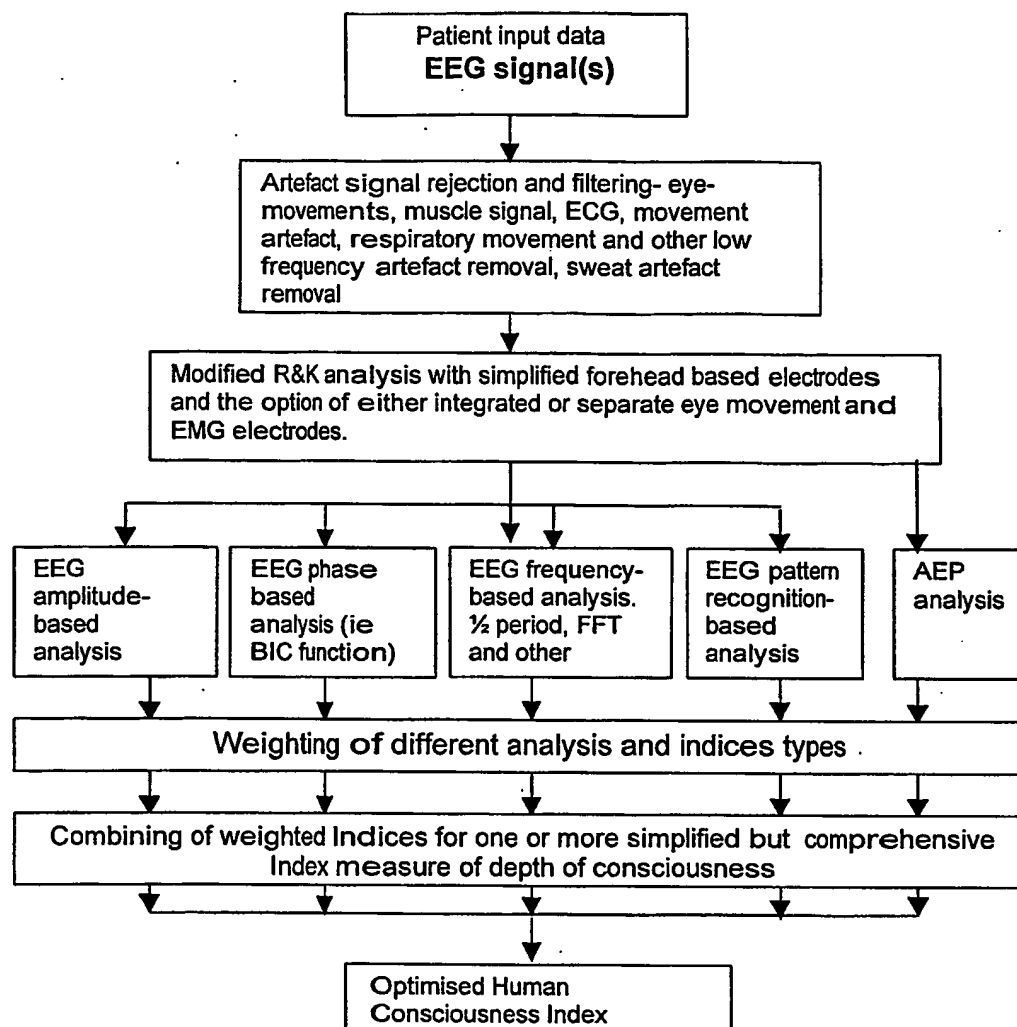 Patient input data
EEG signal(s)
Artefact signal rejection and filtering- eye-
movements, muscle signal, ECG, movement
artefact, respiratory movement and other low
frequency artefact removal, sweat artefact
removal
Modified R&K analysis with simplified forehead based electrodes
and the option of either integrated or separate eye movement and
EMG electrodes.
EEG
amplitude-
based
analysis
EEG phase
based
analysis (ie
BIC function)
EEG frequency-
based analysis.
½ period, FFT
and other
EEG pattern
recognition-
based
analysis
AEP
analysis
Weighting of different analysis and indices types
Combining of weighted Indices for one or more simplified but comprehensive
Index measure of depth of consciousness
Optimised Human
Consciousness Index